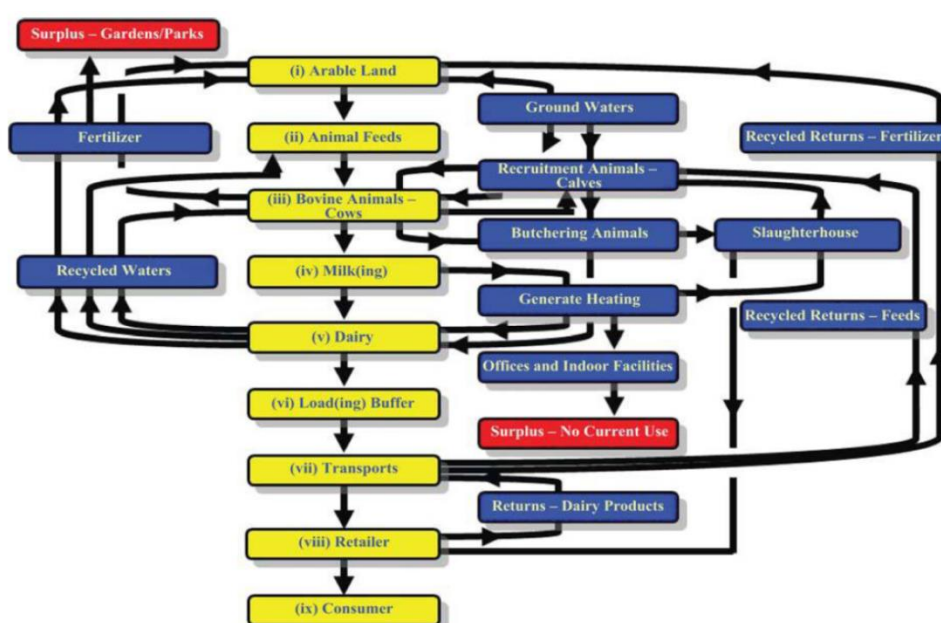 Surplus – Gardens/Parks
(i) Arable Land
Ground Waters
Fertilizer
(ii) Animal Feeds
Recycled Returns – Fertilizer
Recruitment Animals –
Calves
(iii) Bovine Animals –
Cows
Butchering Animals
Slaughterhouse
Recycled Waters
(iv) Milk(ing)
Generate Heating
Recycled Returns – Feeds
(v) Dairy
Offices and Indoor Facilities
(vi) Load(ing) Buffer
Surplus – No Current Use
(vii) Transports
Returns – Dairy Products
(viii) Retailer
(ix) Consumer